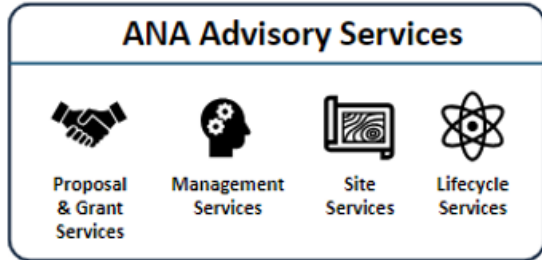 ANA Advisory Services
Proposal
& Grant
Services
Management
Services
Site
Services
Lifecycle
Services